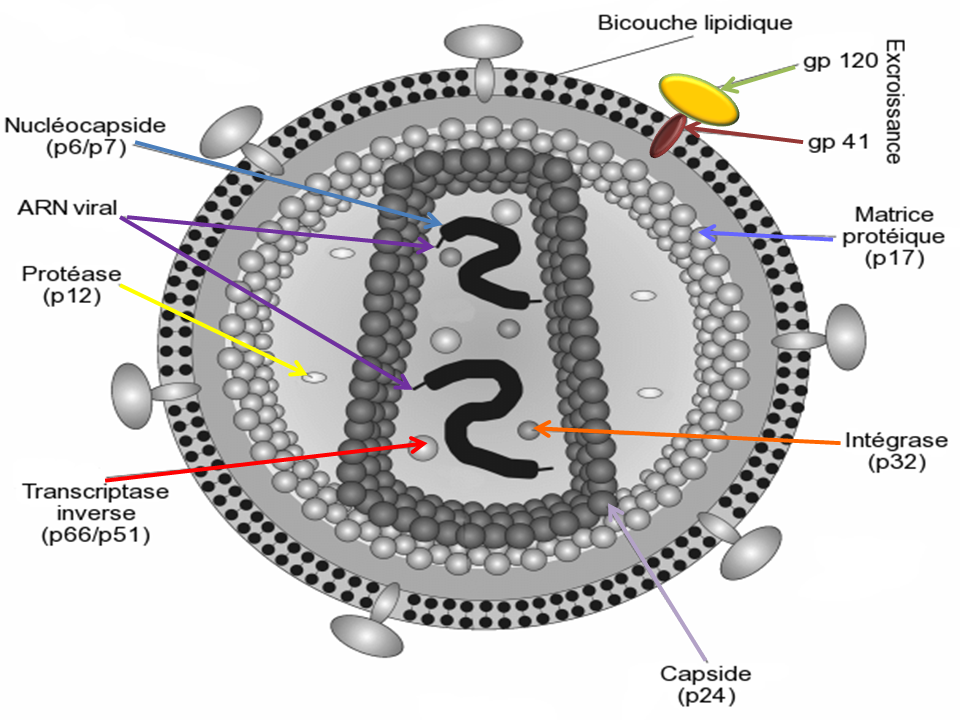 Bicouche lipidique
gp 120
Excroissance
gp 41
Nucléocapside
(p6/p7)
ARN viral
Protéase
(p12)
Matrice
protéique
(p17)
Intégrase
(p32)
Transcriptase
inverse
(p66/p51)
Capside
(p24)